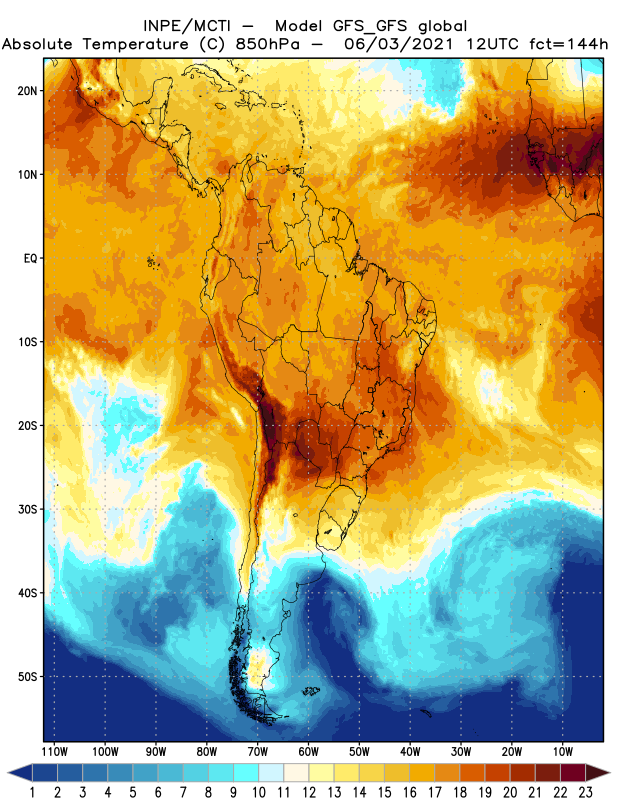 INPE/MCTI — Model GFS_GFS global
Absolute Temperature (C) 850hPa — 06/03/2021 12UTC fct=144h
20N
10N
EQ
10S
20S
30S
40S
50S
110W 100W 90W 80W 70W 60W 50W 40W 30W 20W 10W
1 2 3 4 5 6 7 8 9 10 11 12 13 14 15 16 17 18 19 20 21 22 23